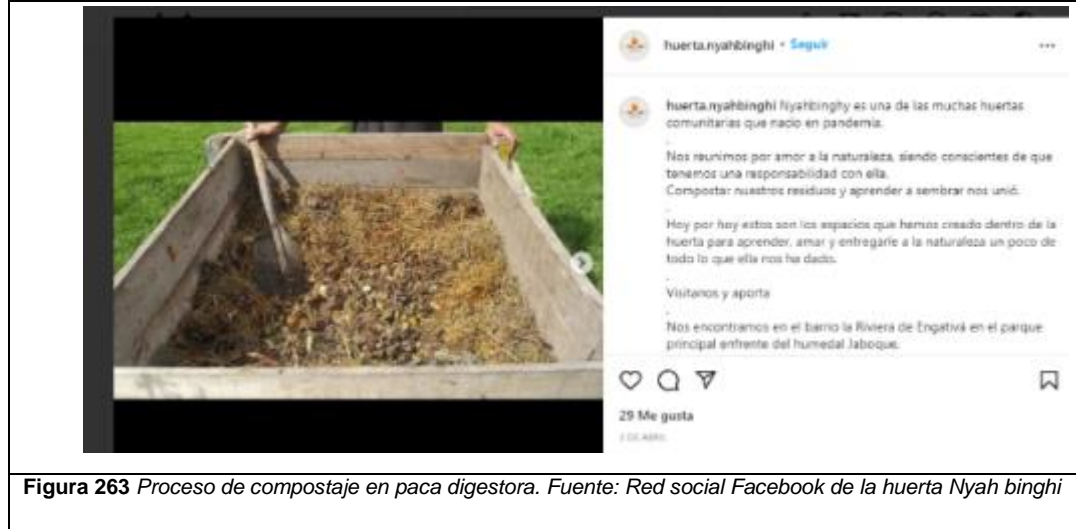 huerta.nyahbinghi • Seguir
huerta.nyahbinghi Nyahbinghy es una de las muchas huertas
comunitarias que nacio en pandemia.
.
Nos reunimos por amor a la naturaleza, siendo conscientes de que
tenemos una responsabilidad con ella.
Compostar nuestros residuos y aprender a sembrar nos unió.
.
Hoy por hoy estos son los espacios que hemos creado dentro de la
huerta para aprender, amar y entregarle a la naturaleza un poco de
todo lo que ella nos ha dado.
.
Visitanos y aporta
.
Nos encontramos en el barrio la Riviera de Engativá en el parque
principal enfrente del humedal Jaboque.
29 Me gusta
DE ABRIL
Figura 263 Proceso de compostaje en paca digestora. Fuente: Red social Facebook de la huerta Nyah binghi